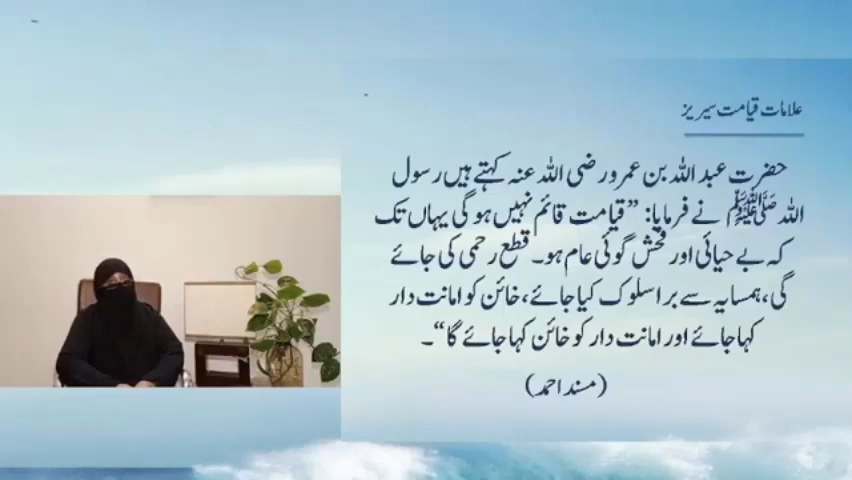 علامات قیامت سیریز
حضرت عبد اللہ بن عمرو رضی اللہ عنہ کہتے ہیں رسول
اللہ ﷺ نے فرمایا: ”قیامت قائم نہیں ہوگی یہاں تک
کہ بے حیائی اور فحش گوئی عام ہو۔ قطع رحمی کی جائے
گی، ہمسایہ سے برا سلوک کیا جائے، خائن کو امانت دار
کہا جائے اور امانت دار کو خائن کہا جائے گا“۔
(مسند احمد)